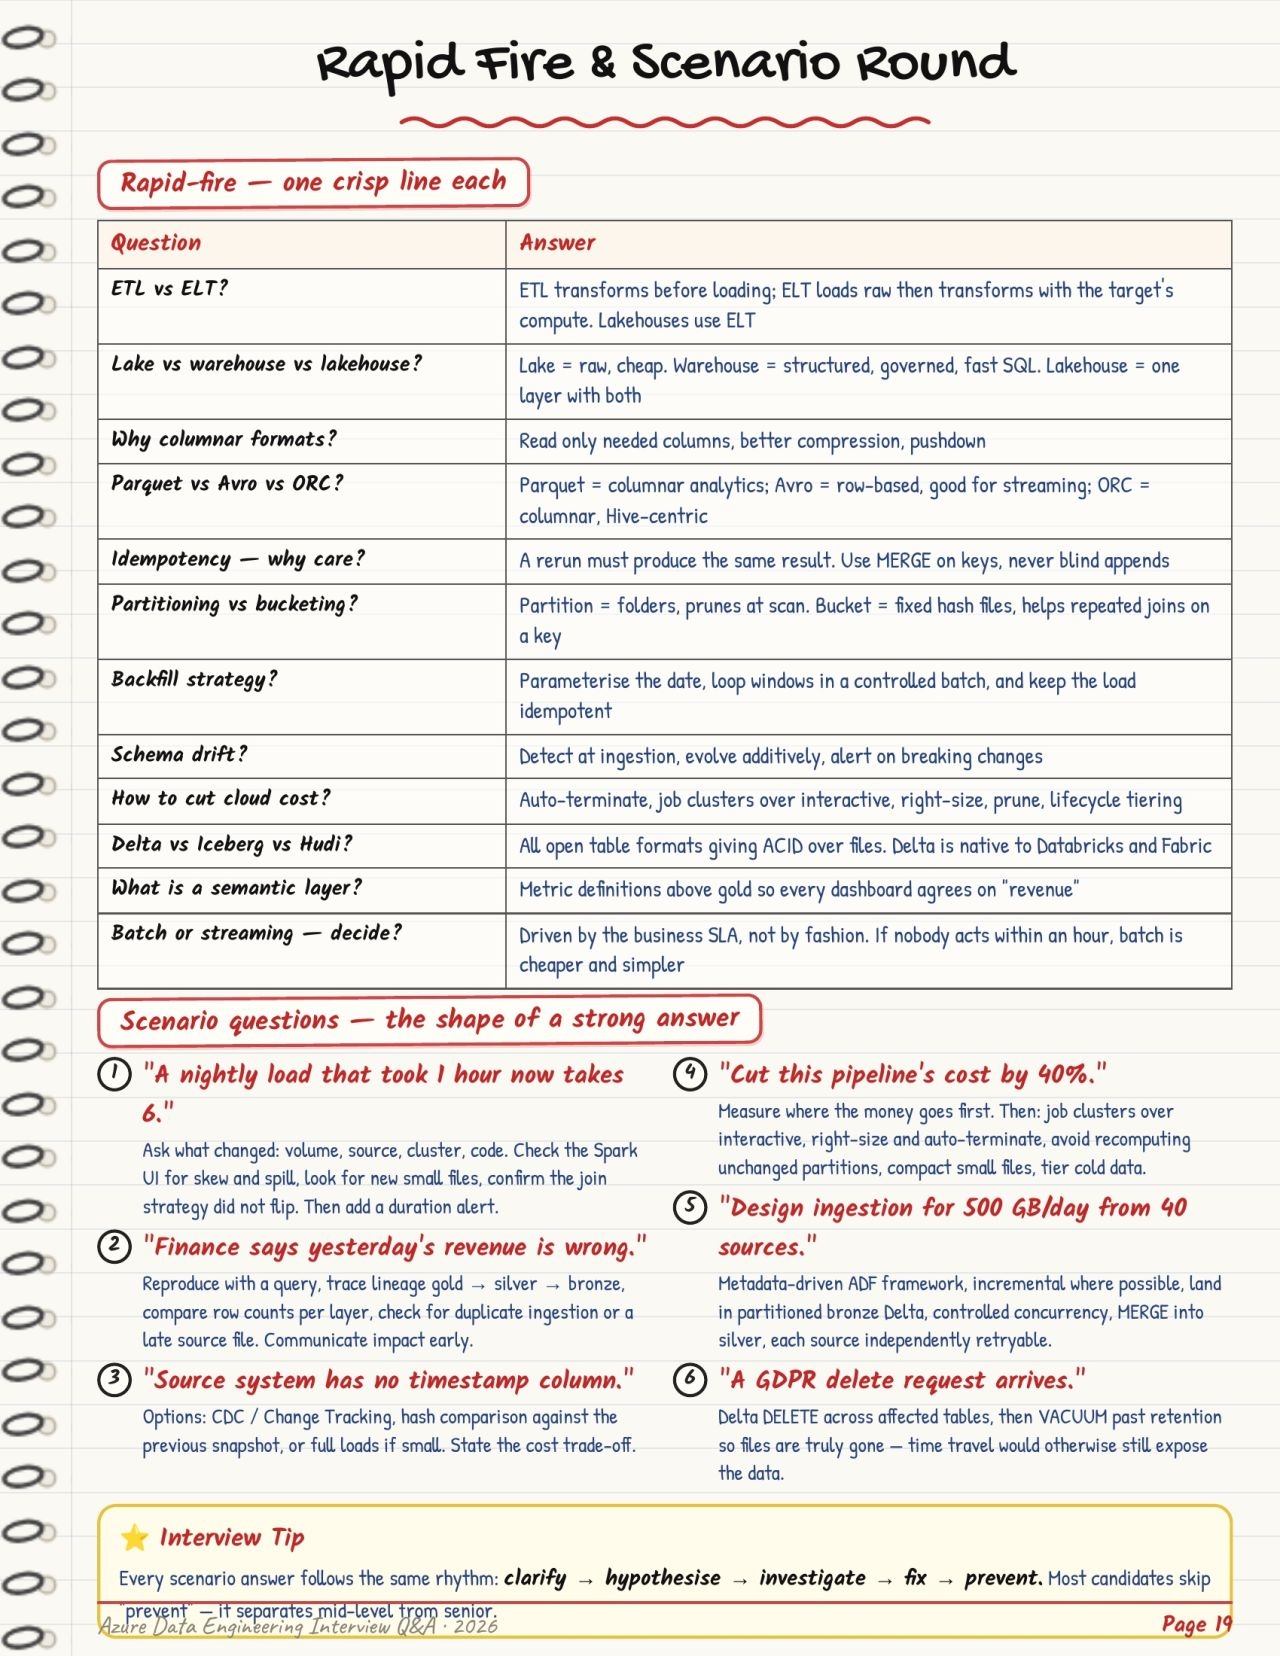 Rapid Fire & Scenario Round
Rapid-fire — one crisp line each
Question
Answer
ETL vs ELT?
ETL transforms before loading; ELT loads raw then transforms with the target's
compute. Lakehouses use ELT
Lake vs warehouse vs lakehouse?
Lake = raw, cheap. Warehouse = structured, governed, fast SQL. Lakehouse = one
layer with both
Why columnar formats?
Read only needed columns, better compression, pushdown
Parquet vs Avro vs ORC?
Parquet = columnar analytics; Avro = row-based, good for streaming; ORC =
columnar, Hive-centric
Idempotency — why care?
A rerun must produce the same result. Use MERGE on keys, never blind appends
Partitioning vs bucketing?
Partition = folders, prunes at scan. Bucket = fixed hash files, helps repeated joins on
a key
Backfill strategy?
Parameterise the date, loop windows in a controlled batch, and keep the load
idempotent
Schema drift?
Detect at ingestion, evolve additively, alert on breaking changes
How to cut cloud cost?
Auto-terminate, job clusters over interactive, right-size, prune, lifecycle tiering
Delta vs Iceberg vs Hudi?
All open table formats giving ACID over files. Delta is native to Databricks and Fabric
What is a semantic layer?
Metric definitions above gold so every dashboard agrees on "revenue"
Batch or streaming — decide?
Driven by the business SLA, not by fashion. If nobody acts within an hour, batch is
cheaper and simpler
Scenario questions — the shape of a strong answer
1 "A nightly load that took 1 hour now takes
6."
Ask what changed: volume, source, cluster, code. Check the Spark
UI for skew and spill, look for new small files, confirm the join
strategy did not flip. Then add a duration alert.
2 "Finance says yesterday's revenue is wrong."
Reproduce with a query, trace lineage gold → silver → bronze,
compare row counts per layer, check for duplicate ingestion or a
late source file. Communicate impact early.
3 "Source system has no timestamp column."
Options: CDC / Change Tracking, hash comparison against the
previous snapshot, or full loads if small. State the cost trade-off.
4 "Cut this pipeline's cost by 40%."
Measure where the money goes first. Then: job clusters over
interactive, right-size and auto-terminate, avoid recomputing
unchanged partitions, compact small files, tier cold data.
5 "Design ingestion for 500 GB/day from 40
sources."
Metadata-driven ADF framework, incremental where possible, land
in partitioned bronze Delta, controlled concurrency, MERGE into
silver, each source independently retryable.
6 "A GDPR delete request arrives."
Delta DELETE across affected tables, then VACUUM past retention
so files are truly gone — time travel would otherwise still expose
the data.
Interview Tip
Every scenario answer follows the same rhythm: clarify → hypothesise → investigate → fix → prevent. Most candidates skip
"prevent" — it separates mid-level from senior.
Azure Data Engineering Interview Q&A · 2026
Page 19